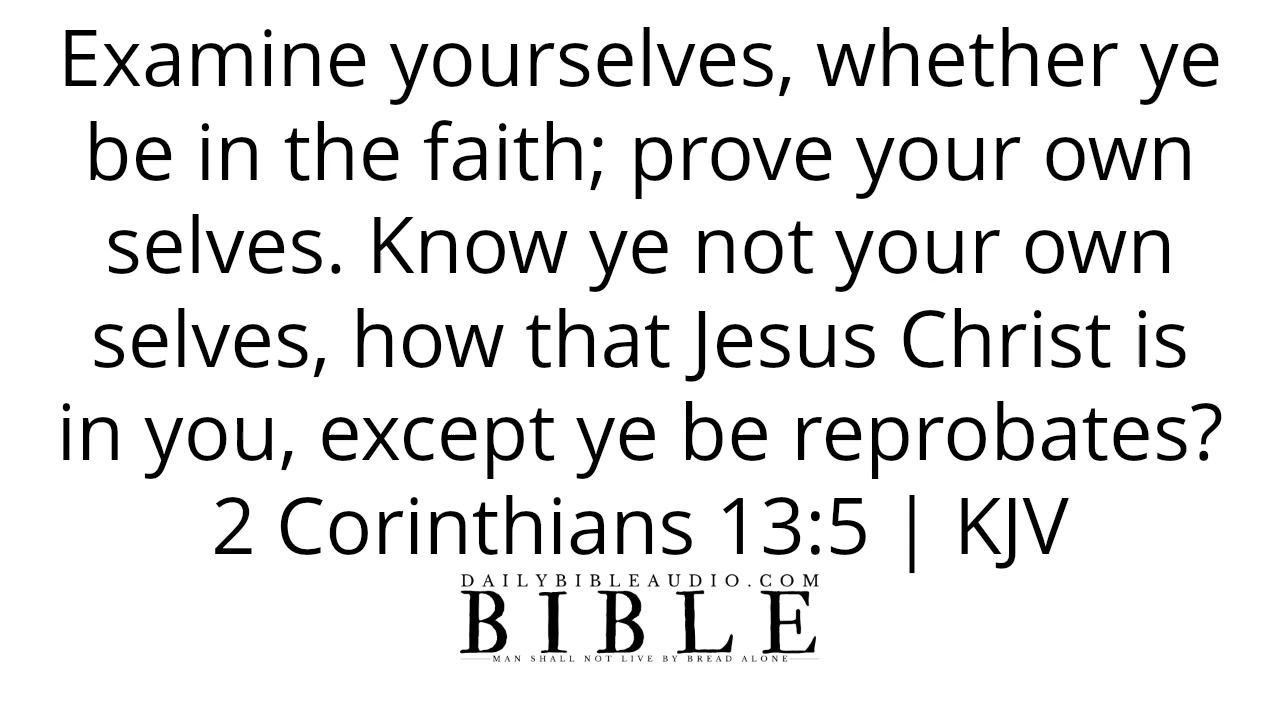 Examine yourselves, whether ye
be in the faith; prove your own
selves. Know ye not your own
selves, how that Jesus Christ is
in you, except ye be reprobates?
2 Corinthians 13:5 | KJV
DAILYBIBLEAUDIO.COM
BIBLE
MAN SHALL NOT LIVE BY BREAD ALONE